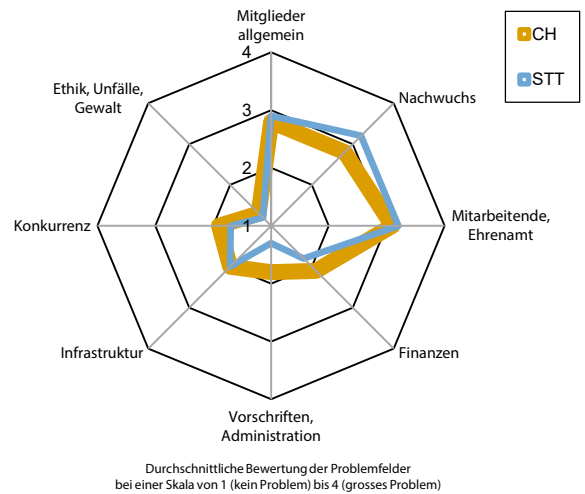 Mitglieder
allgemein
CH
STT
4
3
2
1
Nachwuchs
Ethik, Unfälle,
Gewalt
Mitarbeitende,
Ehrenamt
Konkurrenz
Infrastruktur
Finanzen
Vorschriften,
Administration
Durchschnittliche Bewertung der Problemfelder
bei einer Skala von 1 (kein Problem) bis 4 (grosses Problem)